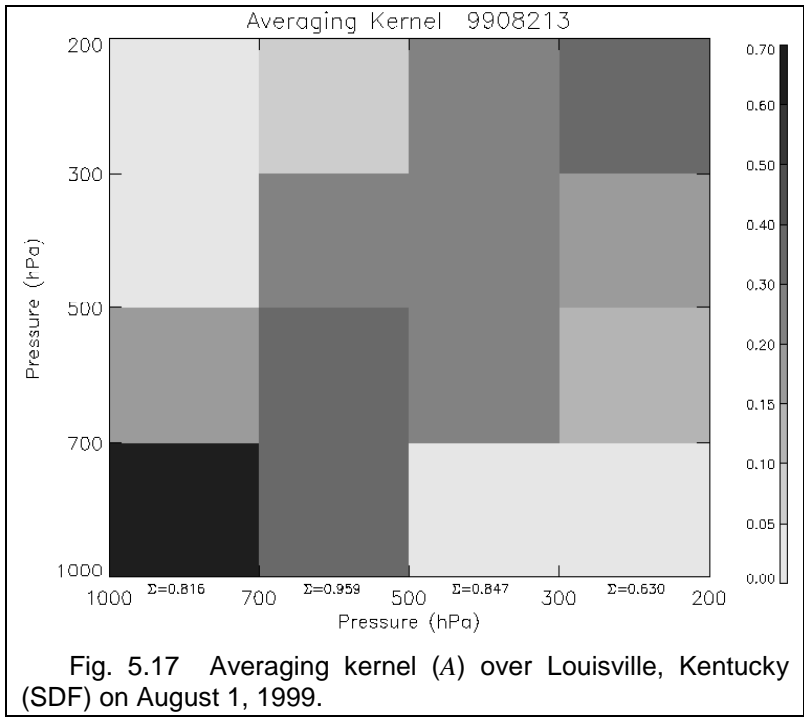 Averaging Kernel 9908213
200
300
500
700
1000
Pressure (hPa)
1000 Σ=0.816 700 Σ=0.959 500 Σ=0.847 300 Σ=0.630 200
Pressure (hPa)
0.70
0.60
0.50
0.40
0.30
0.20
0.15
0.10
0.05
0.00
Fig. 5.17 Averaging kernel (A) over Louisville, Kentucky
(SDF) on August 1, 1999.